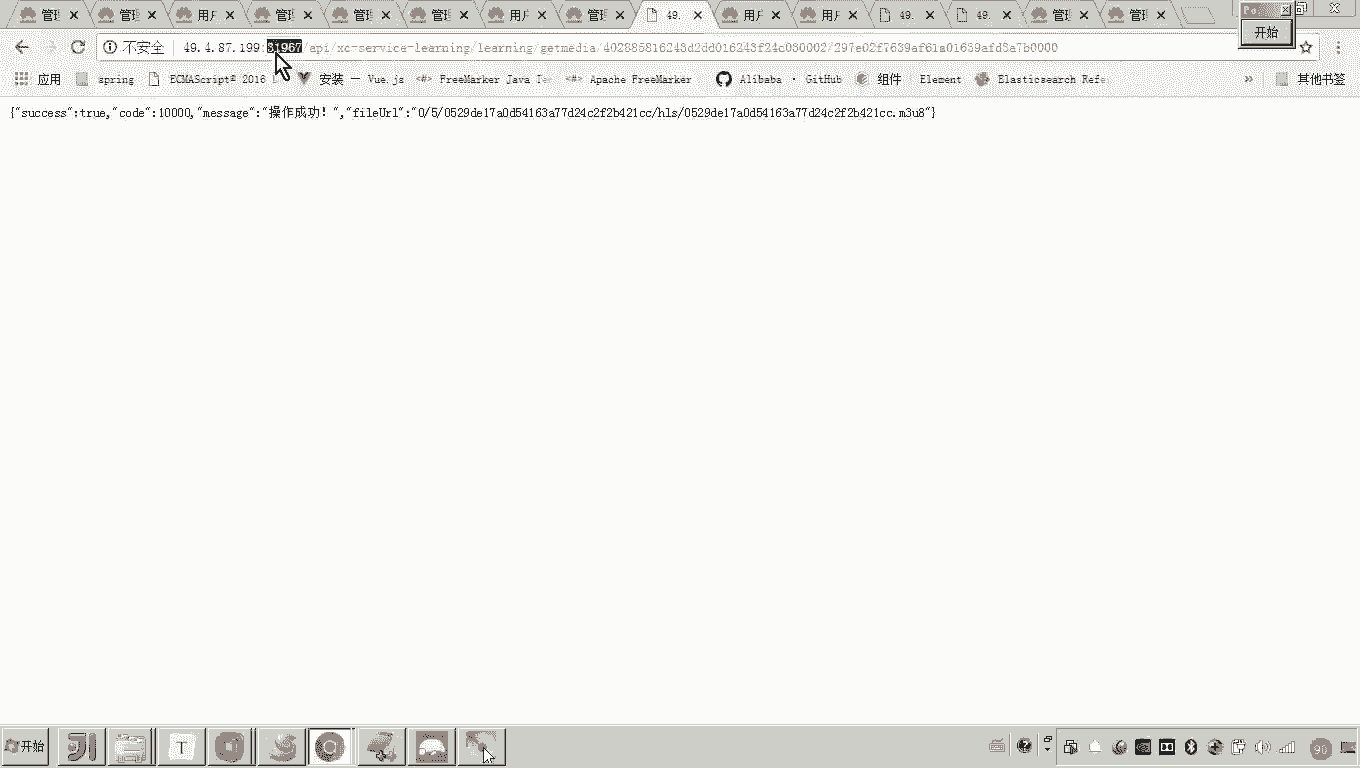 管理 管理 用户 管理 管理 管理 用户 管理 49. 用户 用户 49. 49. 管理 管理
不安全 49.4.87.199:31967/api/xc-service-learning/learning/getmedia/
开始
应用 spring ECMAScript® 2016 安装 — Vue.js FreeMarker Java Te Apache FreeMarker Alibaba · GitHub 组件 Element Elasticsearch Refe » 其他书签
{"success":true,"code":10000,"message":"操作成功！","fileUrl":"0/5/0529de17a0d54163a77d24c2f2b421cc/hls/0529de17a0d54163a77d24c2f2b421cc.m3u8"}
开始 T 90